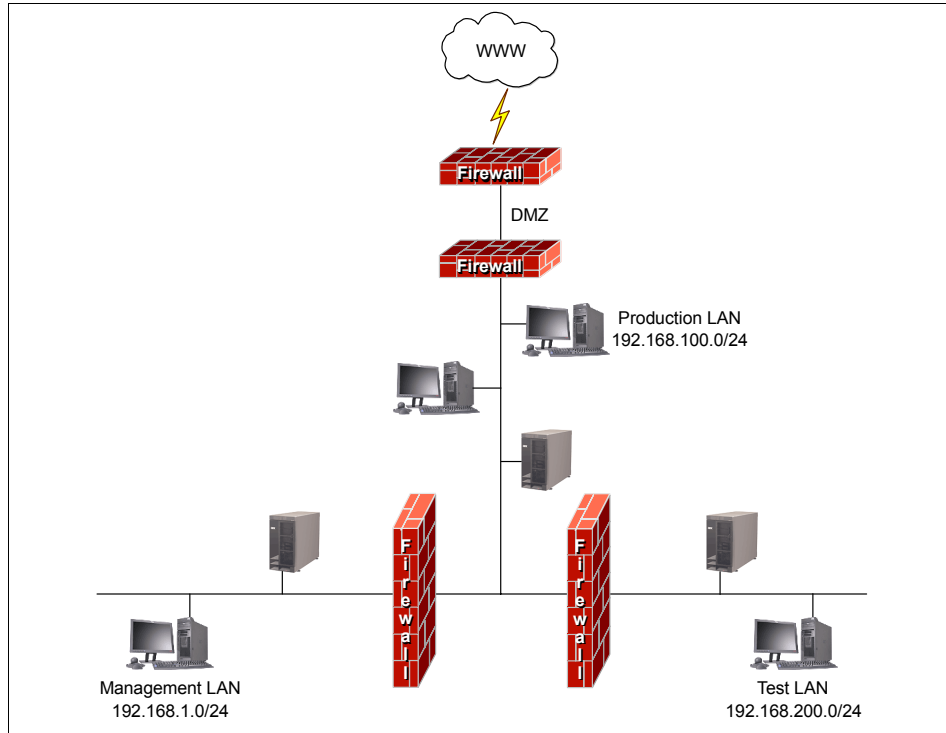 WWW
Firewall
DMZ
Firewall
Production LAN
192.168.100.0/24
Firewall
Firewall
Management LAN
192.168.1.0/24
Test LAN
192.168.200.0/24